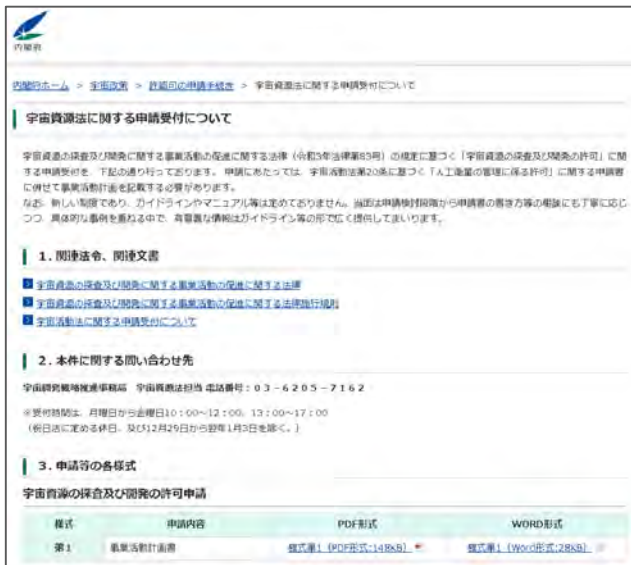 内閣府
内閣府ホーム > 宇宙政策 > 許認可の申請手続き > 宇宙資源法に関する申請受付について
宇宙資源法に関する申請受付について
宇宙資源の探査及び開発に関する事業活動の促進に関する法律（令和3年法律第83号）の規定に基づく「宇宙資源の探査及び開発の許可」に関
する申請受付を、下記の通り行っております。 申請にあたっては、宇宙活動法第20条に基づく「人工衛星の管理に係る許可」に関する申請書
に併せて事業活動計画を記載する必要があります。
なお、新しい制度であり、ガイドラインやマニュアル等は定めておりません。当面は申請検討段階から申請書の書き方等の相談にも丁寧に応じ
つつ、具体的な事例を重ねる中で、有意義な情報はガイドライン等の形で広く提供してまいります。
1．関連法令、関連文書
宇宙資源の探査及び開発に関する事業活動の促進に関する法律
宇宙資源の探査及び開発に関する事業活動の促進に関する法律施行規則
宇宙活動法に関する申請受付について
2．本件に関する問い合わせ先
宇宙開発戦略推進事務局　宇宙資源法担当 電話番号：０３－６２０５－７１６２
※受付時間は、月曜日から金曜日10：00～12：00、13：00～17：00
（祝日法に定める休日、及び12月29日から翌年1月3日を除く。）
3．申請等の各様式
宇宙資源の探査及び開発の許可申請
様式 申請内容 PDF形式 WORD形式
第1 事業活動計画書 様式第1（PDF形式:148KB） 様式第1（Word形式:28KB）